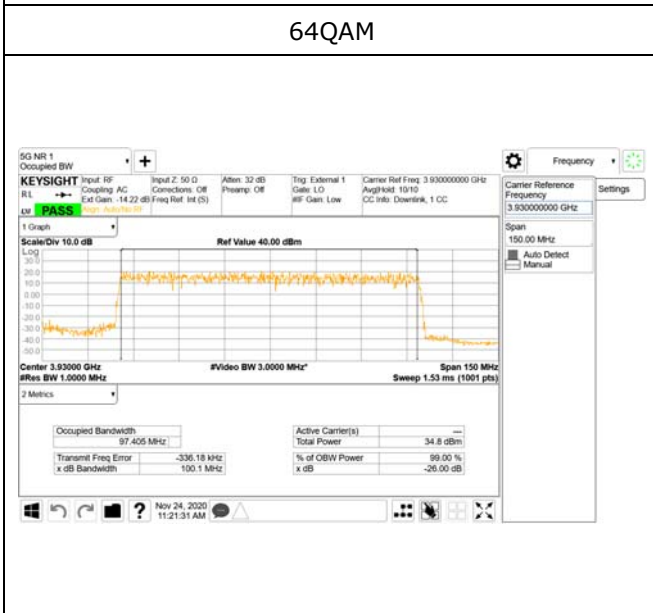 64QAM
5G NR 1
Occupied BW
Frequency
KEYSIGHT
R L
LW
PASS
Input: RF
Coupling: AC
Ext Gain: -14.22 dB
Align: Auto/No RF
Input Z: 50 Ω
Corrections: Off
Freq Ref: Int (S)
Atten: 32 dB
Preamp: Off
Trig: External 1
Gate: LO
#IF Gain: Low
Carrier Ref Freq: 3.930000000 GHz
Avg|Hold: 10/10
CC Info: Downlink, 1 CC
Carrier Reference
Frequency
3.930000000 GHz
Settings
Span
150.00 MHz
Auto Detect
Manual
1 Graph
Scale/Div 10.0 dB
Ref Value 40.00 dBm
Log
30.0
20.0
10.0
0.00
-10.0
-20.0
-30.0
-40.0
-50.0
Center 3.93000 GHz
#Video BW 3.0000 MHz*
Span 150 MHz
#Res BW 1.0000 MHz
Sweep 1.53 ms (1001 pts)
2 Metrics
Occupied Bandwidth
97.405 MHz
Active Carrier(s)
---
Total Power
34.8 dBm
Transmit Freq Error
-336.18 kHz
% of OBW Power
99.00 %
x dB Bandwidth
100.1 MHz
x dB
-26.00 dB
Nov 24, 2020
11:21:31 AM